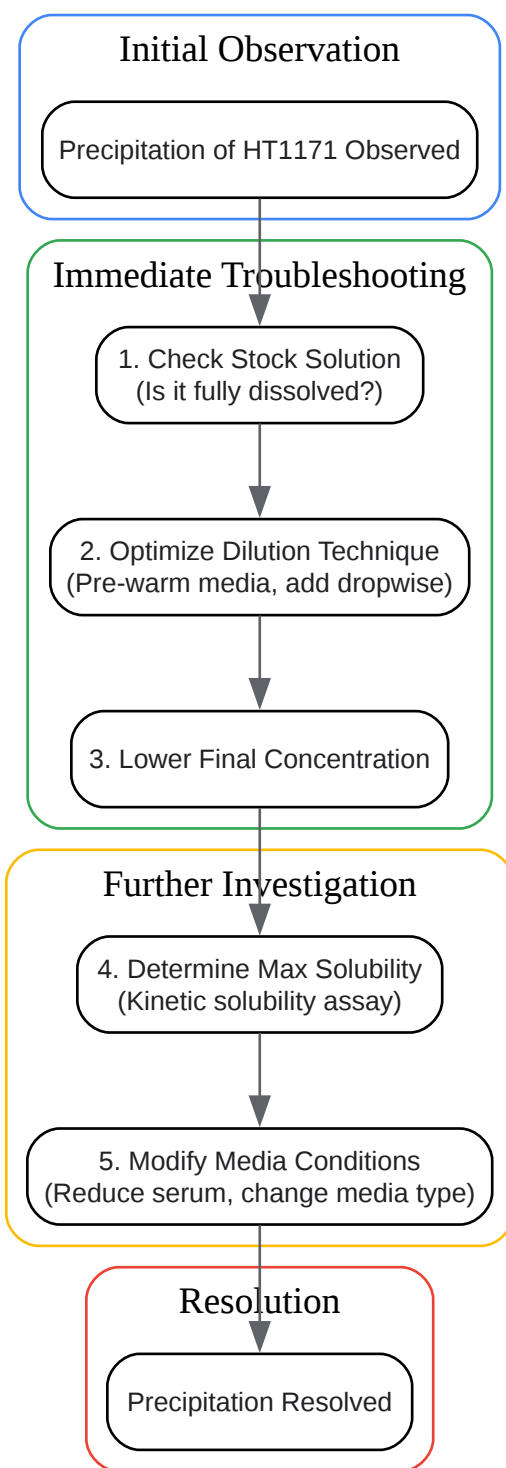 Initial Observation
Precipitation of HT1171 Observed
Immediate Troubleshooting
1. Check Stock Solution
(Is it fully dissolved?)
2. Optimize Dilution Technique
(Pre-warm media, add dropwise)
3. Lower Final Concentration
Further Investigation
4. Determine Max Solubility
(Kinetic solubility assay)
5. Modify Media Conditions
(Reduce serum, change media type)
Resolution
Precipitation Resolved